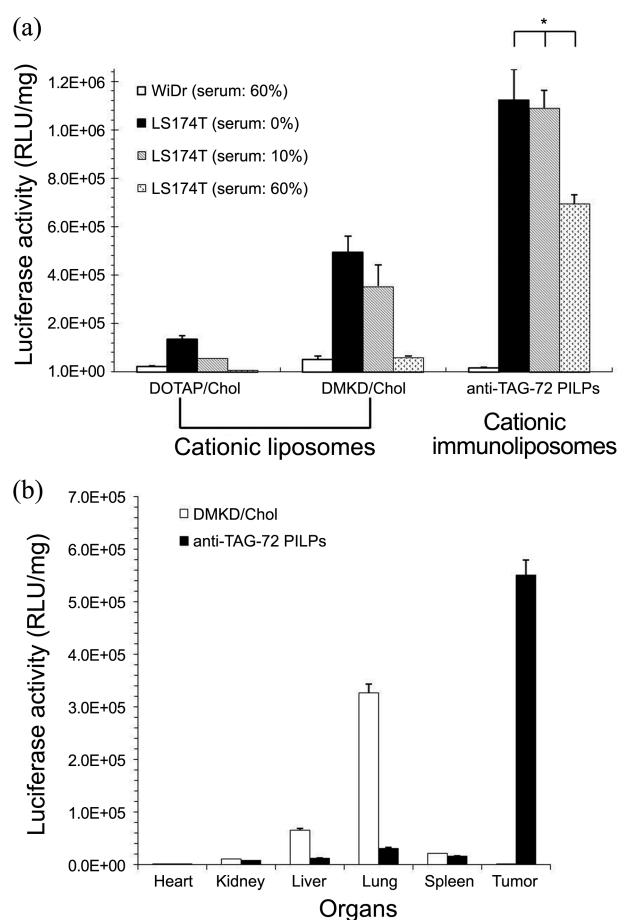 (a)
*
Luciferase activity (RLU/mg)
1.2E+06
1.0E+06
8.0E+05
6.0E+05
4.0E+05
2.0E+05
1.0E+00
WiDr (serum: 60%)
LS174T (serum: 0%)
LS174T (serum: 10%)
LS174T (serum: 60%)
DOTAP/Chol
DMKD/Chol
anti-TAG-72 PILPs
Cationic liposomes
Cationic
immunoliposomes
(b)
Luciferase activity (RLU/mg)
7.0E+05
6.0E+05
5.0E+05
4.0E+05
3.0E+05
2.0E+05
1.0E+05
0.0E+00
DMKD/Chol
anti-TAG-72 PILPs
Heart
Kidney
Liver
Lung
Spleen
Tumor
Organs